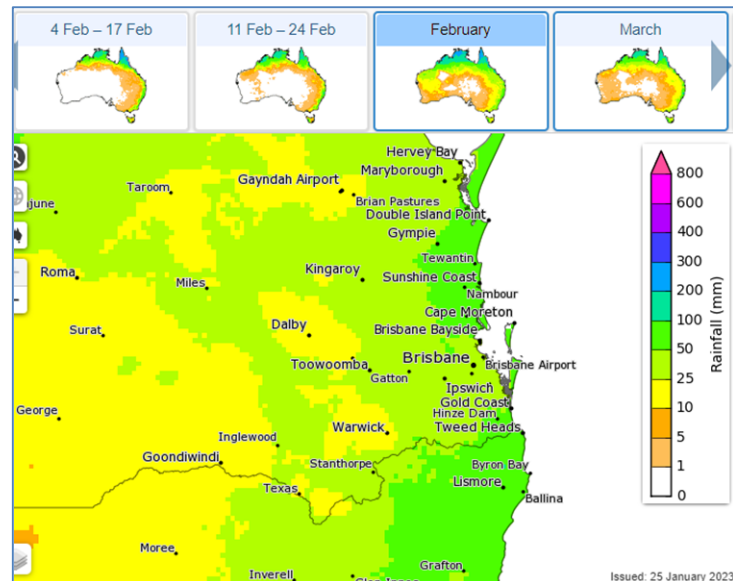 4 Feb – 17 Feb
11 Feb – 24 Feb
February
March
Hervey Bay
Maryborough
Taroom
Gayndah Airport
Brian Pastures
june
Double Island Point
Gympie
Tewantin
Roma
Kingaroy
Sunshine Coast
Miles
Nambour
Cape Moreton
Surat
Dalby
Brisbane Bayside
Brisbane
Toowoomba
Brisbane Airport
Gatton
Ipswich
Gold Coast
George
Hinze Dam
Warwick
Tweed Heads
Inglewood
Goondiwindi
Stanthorpe
Byron Bay
Texas
Lismore
Ballina
Moree
Grafton
Inverell
Glen Innes
800
600
400
300
200
100
50
25
10
5
1
0
Rainfall (mm)
Issued: 25 January 2023